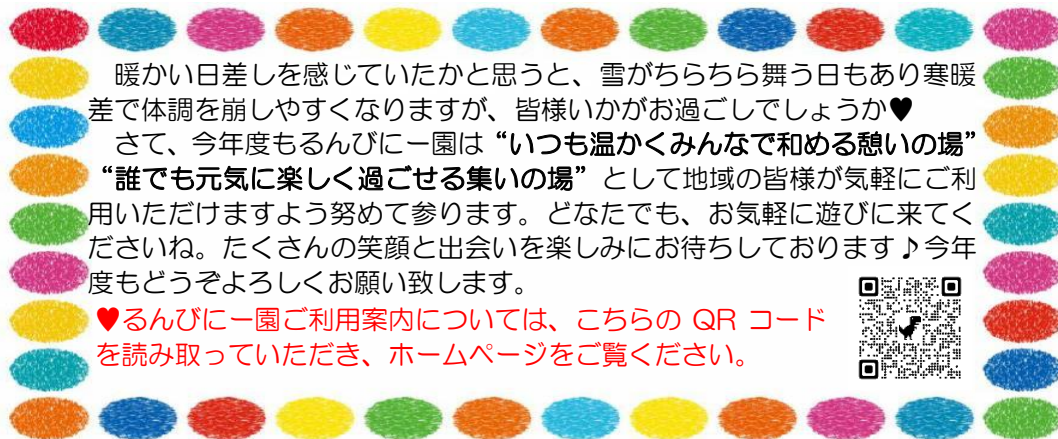 暖かい日差しを感じていたかと思うと、雪がちらちら舞う日もあり寒暖
差で体調を崩しやすくなりますが、皆様いかがお過ごしでしょうか♥
　さて、今年度もるんびにー園は“いつも温かくみんなで和める憩いの場”
“誰でも元気に楽しく過ごせる集いの場”として地域の皆様が気軽にご利
用いただけますよう努めて参ります。どなたでも、お気軽に遊びに来てく
ださいね。たくさんの笑顔と出会いを楽しみにお待ちしております♪今年
度もどうぞよろしくお願い致します。
♥るんびにー園ご利用案内については、こちらの QR コード
を読み取っていただき、ホームページをご覧ください。